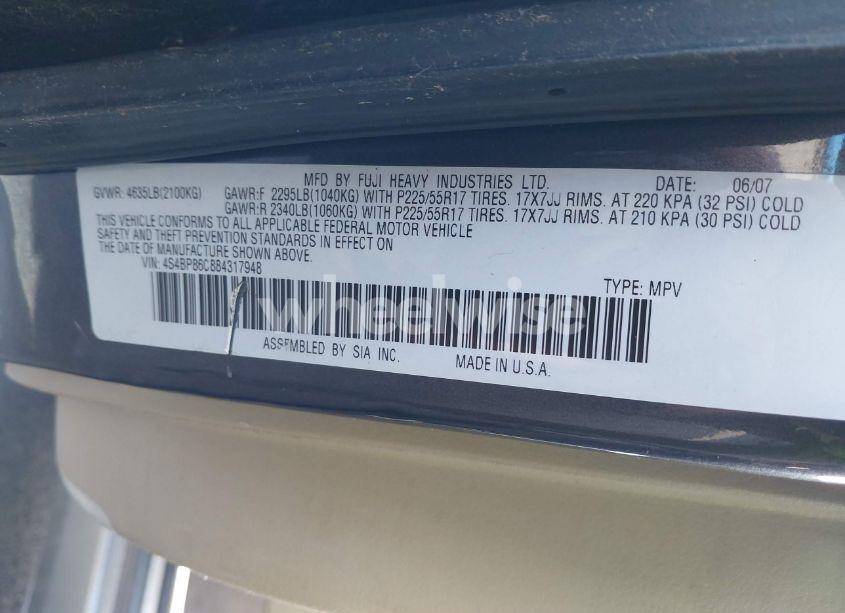 MFD BY FUJI HEAVY INDUSTRIES LTD. DATE: 06/07
GVWR: 4635LB(2100KG) GAWR:F 2295LB(1040KG) WITH P225/55R17 TIRES. 17X7JJ RIMS. AT 220 KPA (32 PSI) COLD
GAWR:R 2340LB(1060KG) WITH P225/55R17 TIRES. 17X7JJ RIMS. AT 210 KPA (30 PSI) COLD
THIS VEHICLE CONFORMS TO ALL APPLICABLE FEDERAL MOTOR VEHICLE
SAFETY AND THEFT PREVENTION STANDARDS IN EFFECT ON
THE DATE OF MANUFACTURE SHOWN ABOVE.
VIN: 4S4BP86C884317948 TYPE: MPV
wheelwise
ASSEMBLED BY SIA INC. MADE IN U.S.A.